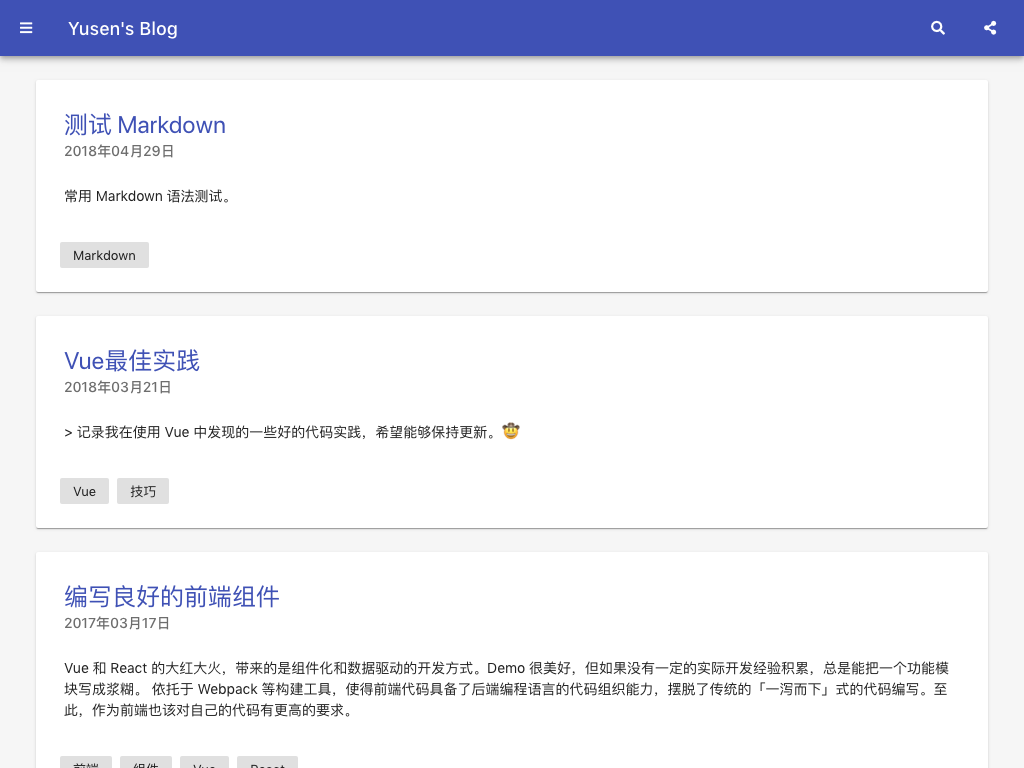 Yusen's Blog
测试 Markdown
2018年04月29日
常用 Markdown 语法测试。
Markdown
Vue最佳实践
2018年03月21日
> 记录我在使用 Vue 中发现的一些好的代码实践，希望能够保持更新。🤠
Vue 技巧
编写良好的前端组件
2017年03月17日
Vue 和 React 的大红大火，带来的是组件化和数据驱动的开发方式。Demo 很美好，但如果没有一定的实际开发经验积累，总是能把一个功能模
块写成浆糊。 依托于 Webpack 等构建工具，使得前端代码具备了后端编程语言的代码组织能力，摆脱了传统的「一泻而下」式的代码编写。至
此，作为前端也该对自己的代码有更高的要求。
前端 组件 Vue React